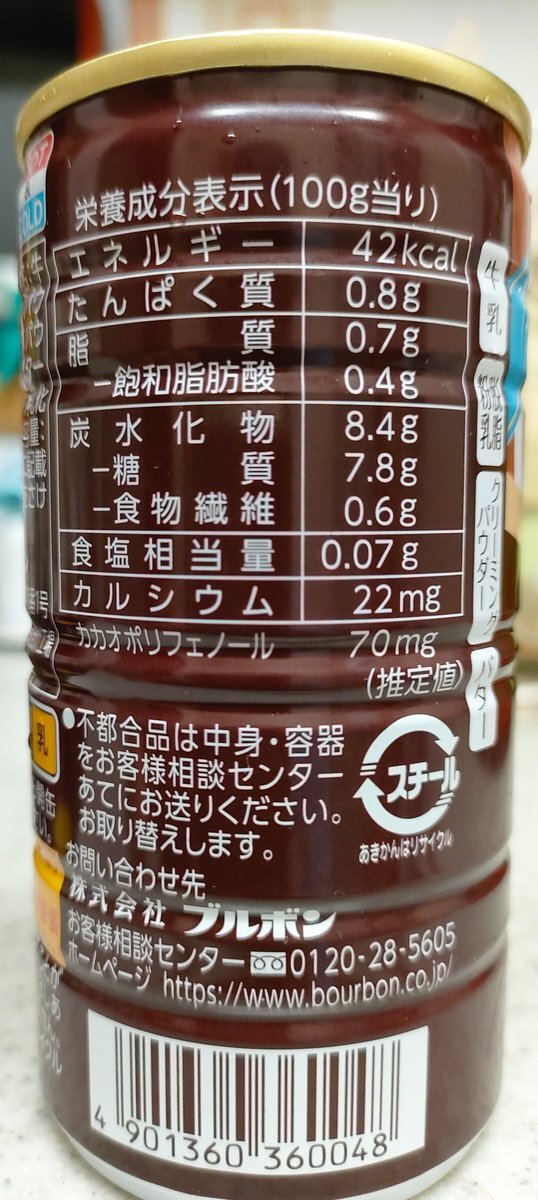 栄養成分表示(100g当り)
エネルギー 42kcal
たんぱく質 0.8g
脂質 0.7g
－飽和脂肪酸 0.4g
炭水化物 8.4g
－糖質 7.8g
－食物繊維 0.6g
食塩相当量 0.07g
カルシウム 22mg
カカオポリフェノール 70mg
(推定値)
牛乳
脱脂粉乳
クリーミングパウダー
バター
●不都合品は中身・容器
をお客様相談センター
あてにお送りください。
お取り替えします。
スチール
あきかんはリサイクル
お問い合わせ先
株式会社 ブルボン
お客様相談センター 0120-28-5605
ホームページ https://www.bourbon.co.jp/
4 901360 360048
乳